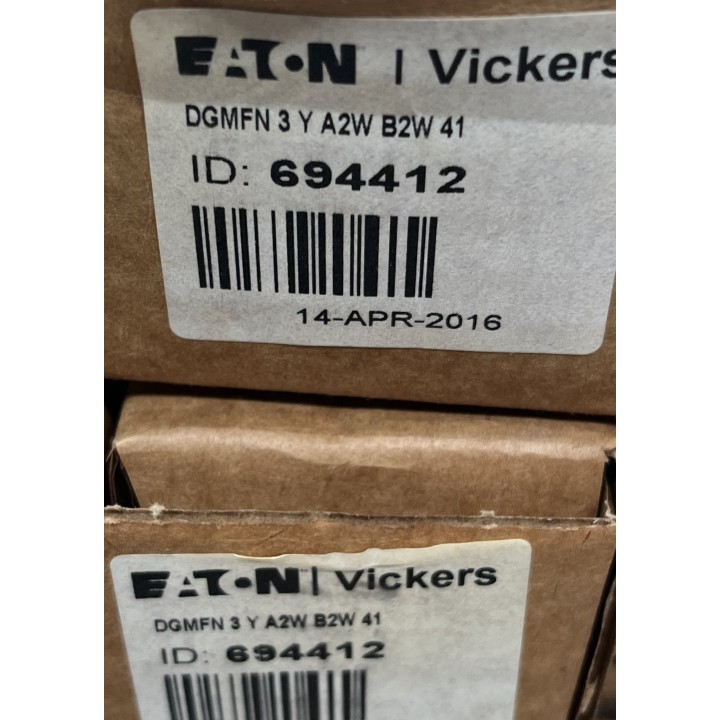 EATON | Vickers
DGMFN 3 Y A2W B2W 41
ID: 694412
14-APR-2016
EATON | Vickers
DGMFN 3 Y A2W B2W 41
ID: 694412